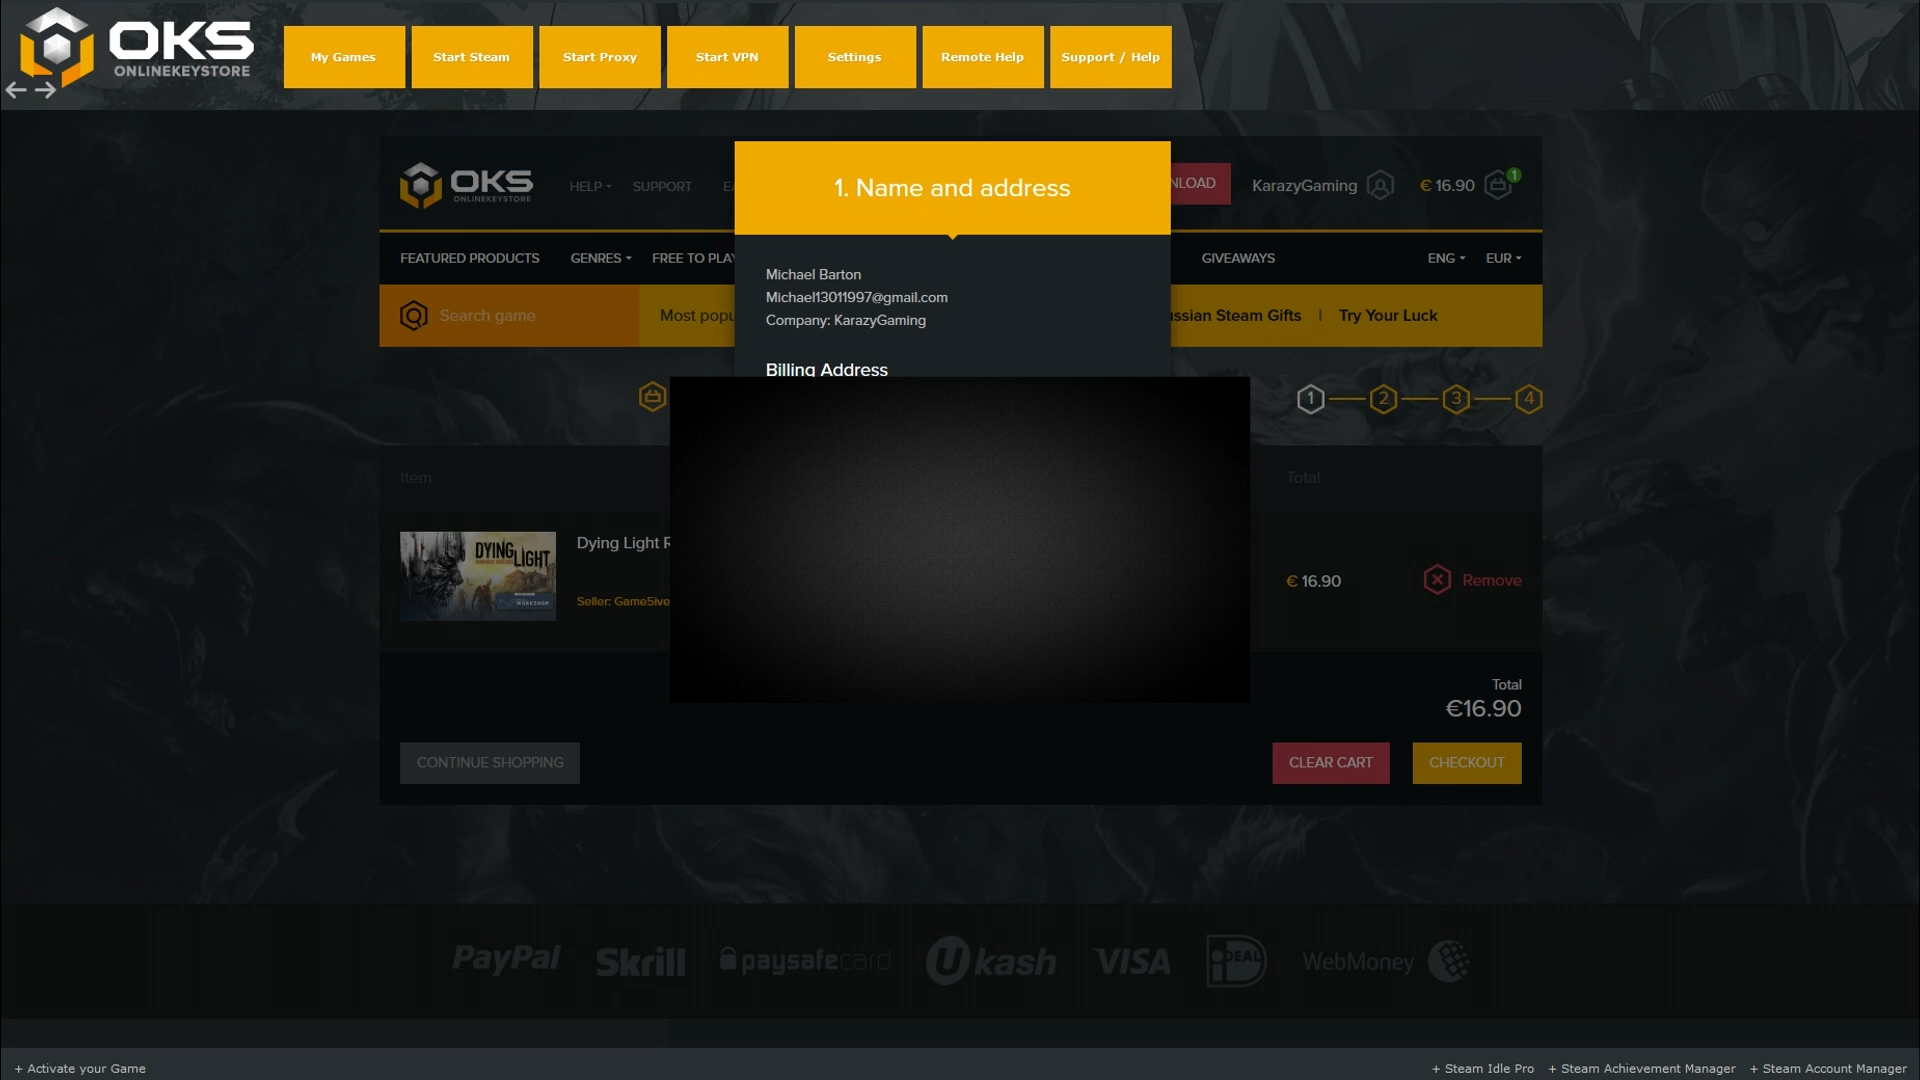 OKS
ONLINEKEYSTORE
My Games
Start Steam
Start Proxy
Start VPN
Settings
Remote Help
Support / Help
OKS
ONLINEKEYSTORE
HELP
SUPPORT
1. Name and address
KarazyGaming
€ 16.90
1
FEATURED PRODUCTS
GENRES
FREE TO PLAY
GIVEAWAYS
ENG
EUR
Michael Barton
Michael13011997@gmail.com
Company: KarazyGaming
Search game
Most popu
ssian Steam Gifts
|
Try Your Luck
Billing Address
1
2
3
4
Item
Total
DYING LIGHT
WORKSHOP
Dying Light R
Seller: Game5ive
€ 16.90
Remove
Total
€16.90
CONTINUE SHOPPING
CLEAR CART
CHECKOUT
PayPal
Skrill
paysafecard
Ukash
VISA
iDEAL
WebMoney
+ Activate your Game
+ Steam Idle Pro
+ Steam Achievement Manager
+ Steam Account Manager